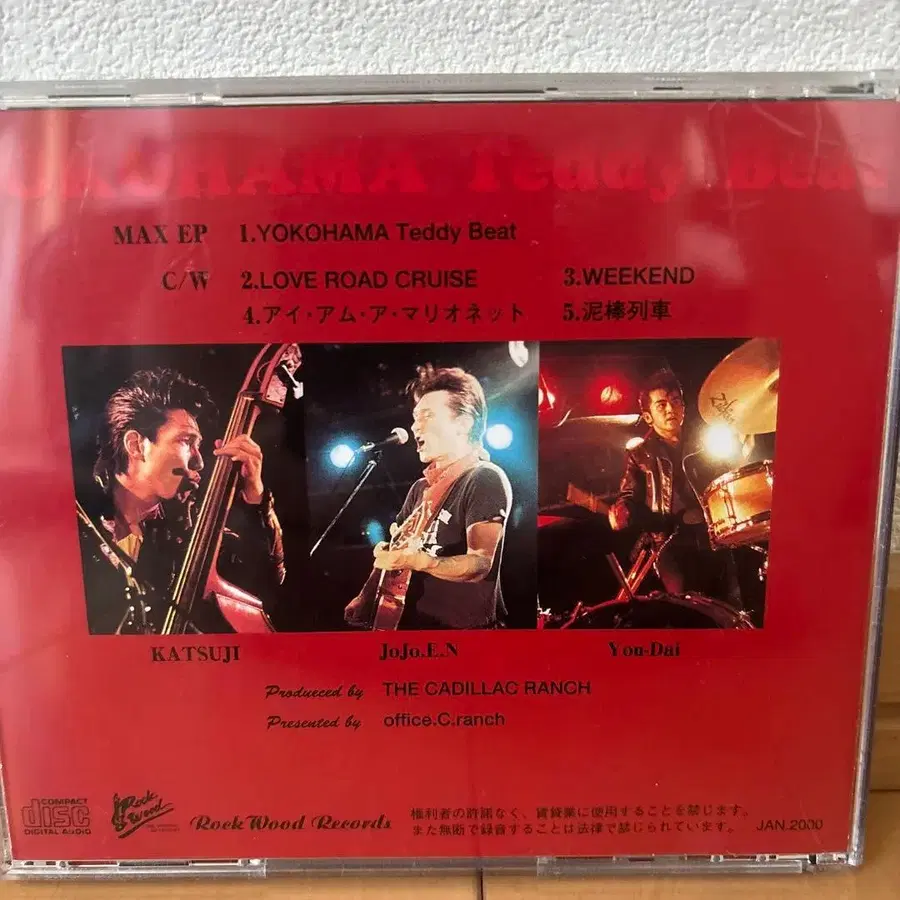 YOKOHAMA Teddy Beat
MAX EP 1.YOKOHAMA Teddy Beat
C/W 2.LOVE ROAD CRUISE 3.WEEKEND
4.アイ・アム・ア・マリオネット 5.泥棒列車
Zildjian
KATSUJI JoJo.E.N You-Dai
Produeced by THE CADILLAC RANCH
Presented by office.C.ranch
COMPACT
disc
DIGITAL AUDIO
Rock
Wood
Rock Wood Records
権利者の許諾なく、賃貸業に使用することを禁じます。
また無断で録音することは法律で禁じられています。 JAN.2000